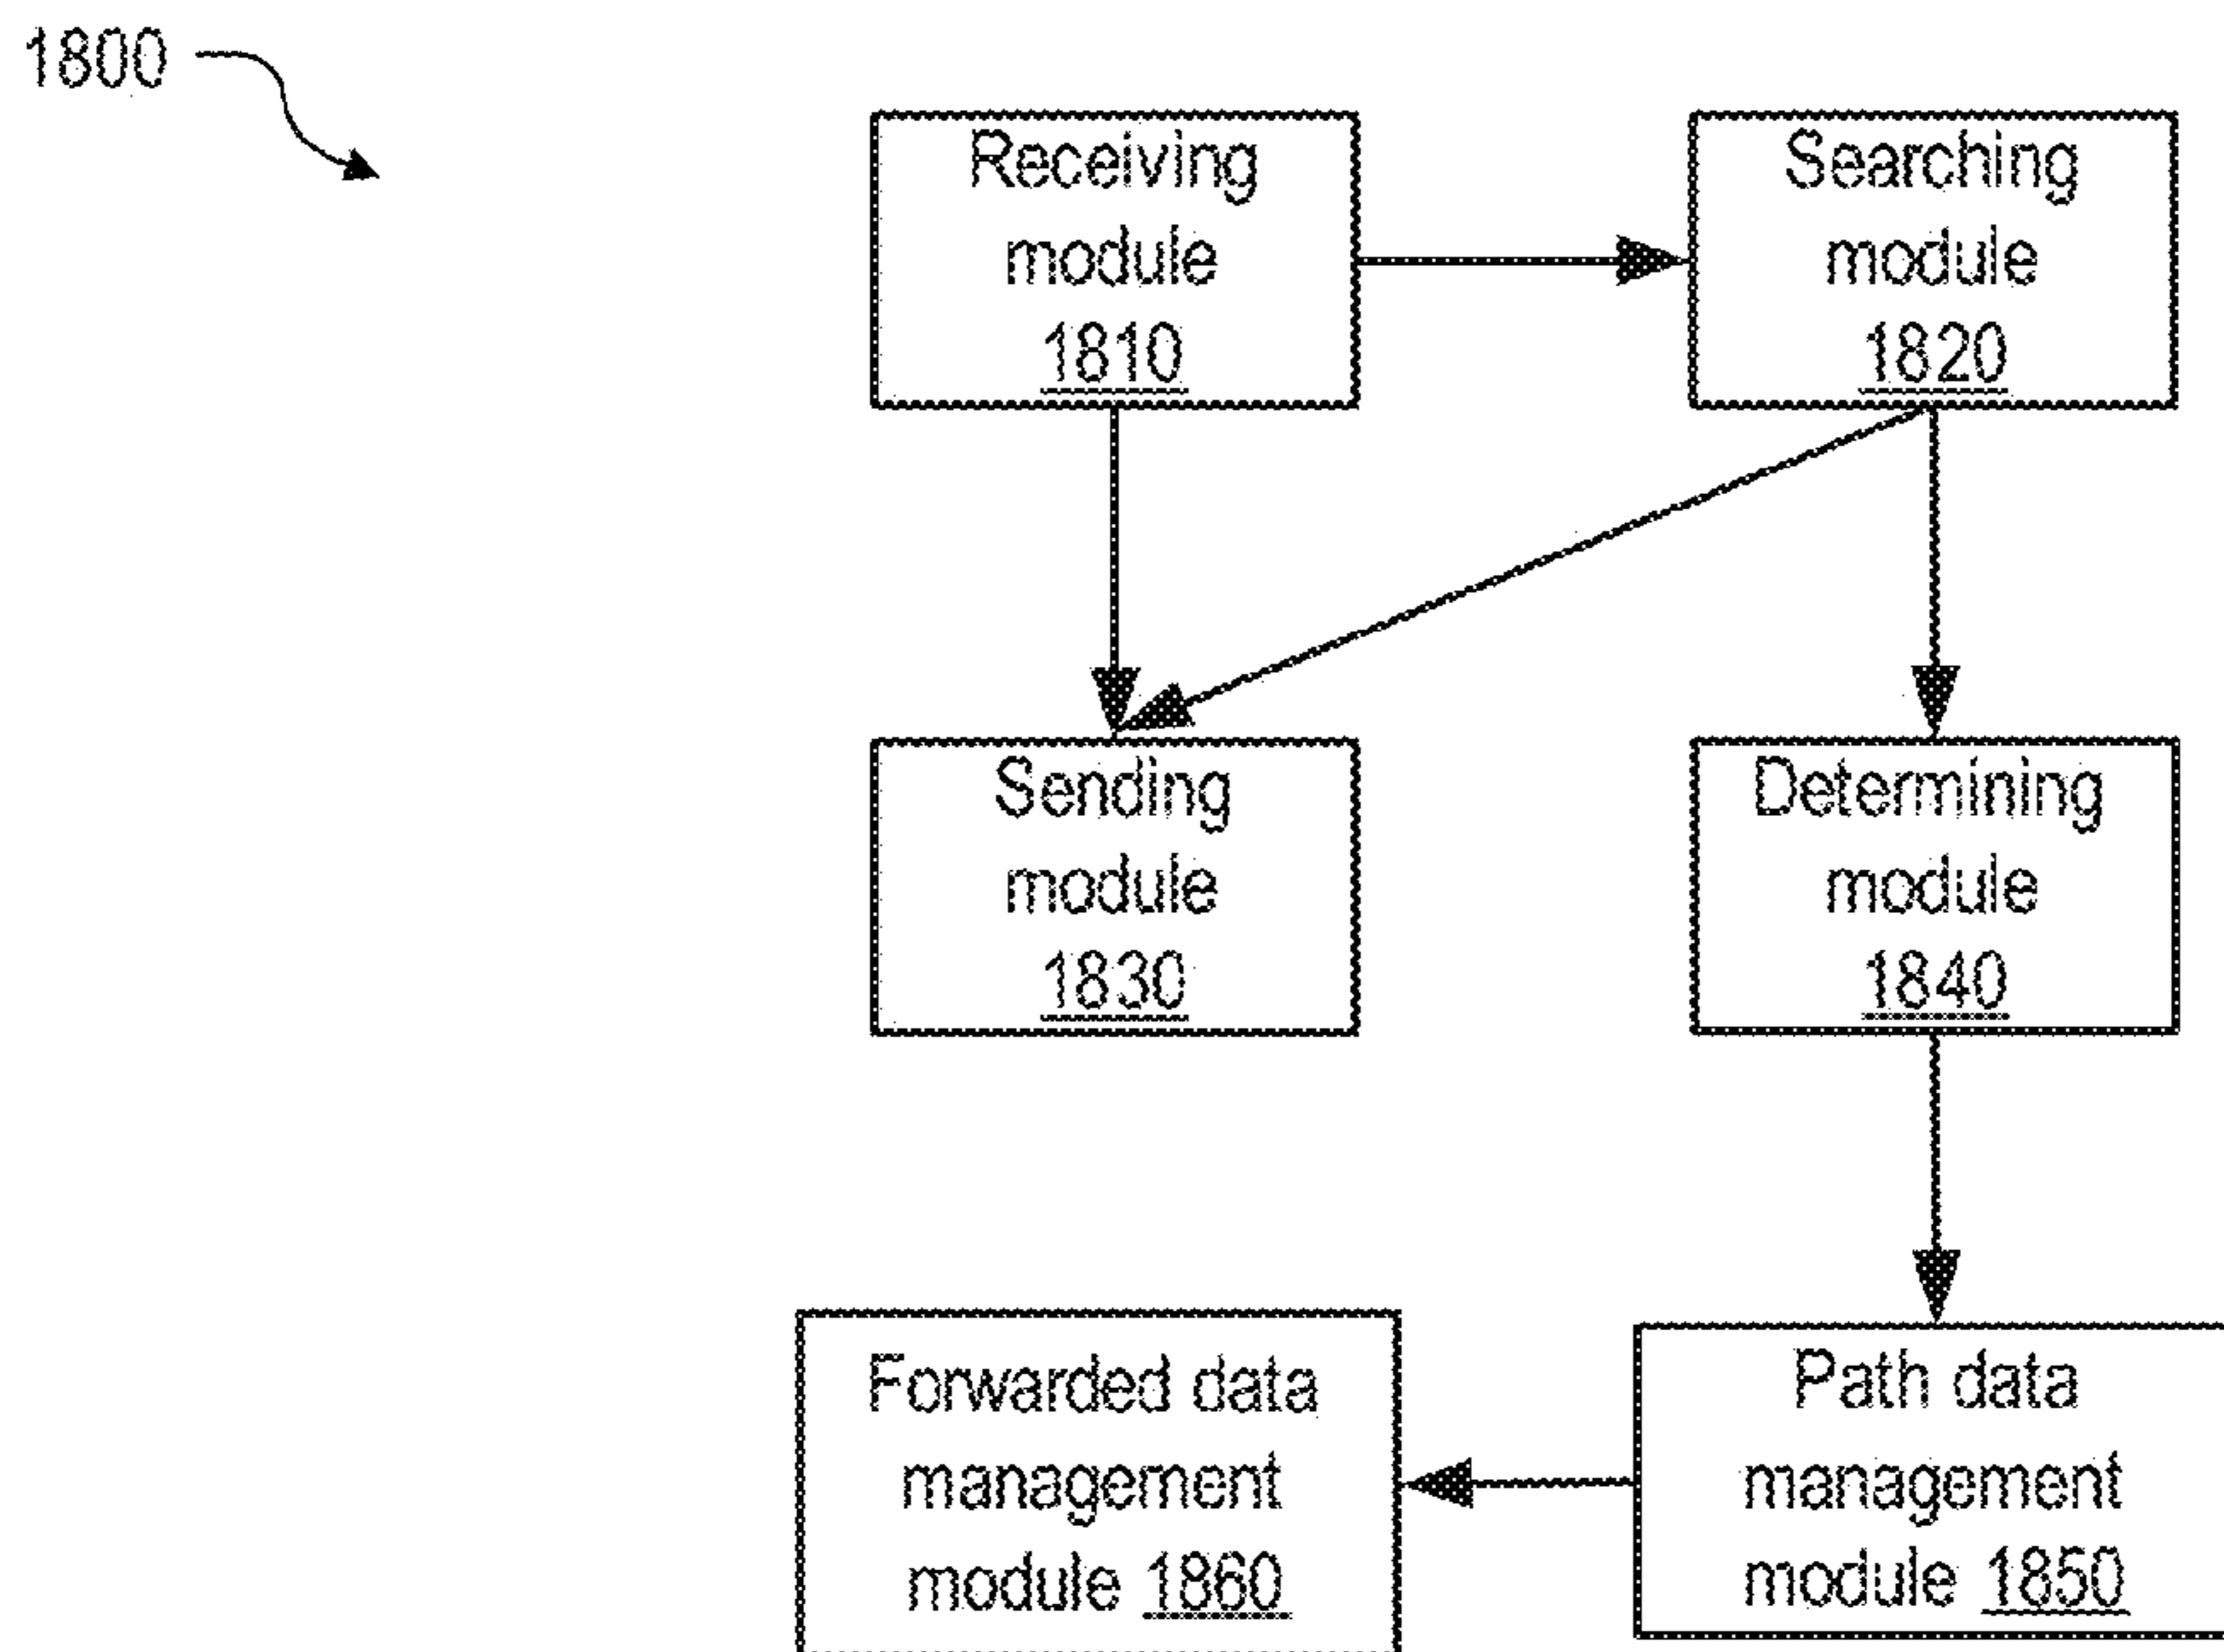 1800
Receiving
module
1810
Searching
module
1820
Sending
module
1830
Determining
module
1840
Forwarded data
management
module 1860
Path data
management
module 1850